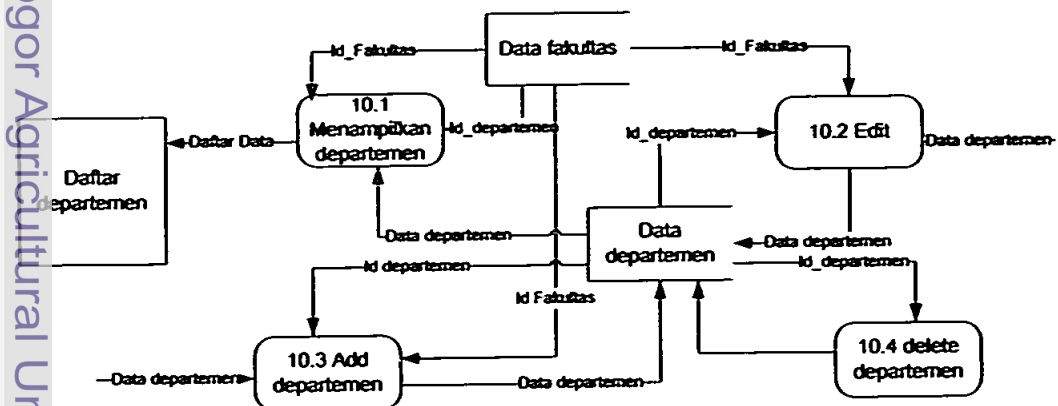 ogor Agricultural Un
Data fakultas
Id_Fakultas
Id_Fakultas
10.1
Menampilkan
departemen
Id_departemen
Daftar Data
Daftar
departemen
Id_departemen
10.2 Edit
Data departemen
Data
departemen
Data departemen
Data departemen
Id departemen
Id_departemen
Id Fakultas
10.3 Add
departemen
Data departemen
Data departemen
10.4 delete
departemen